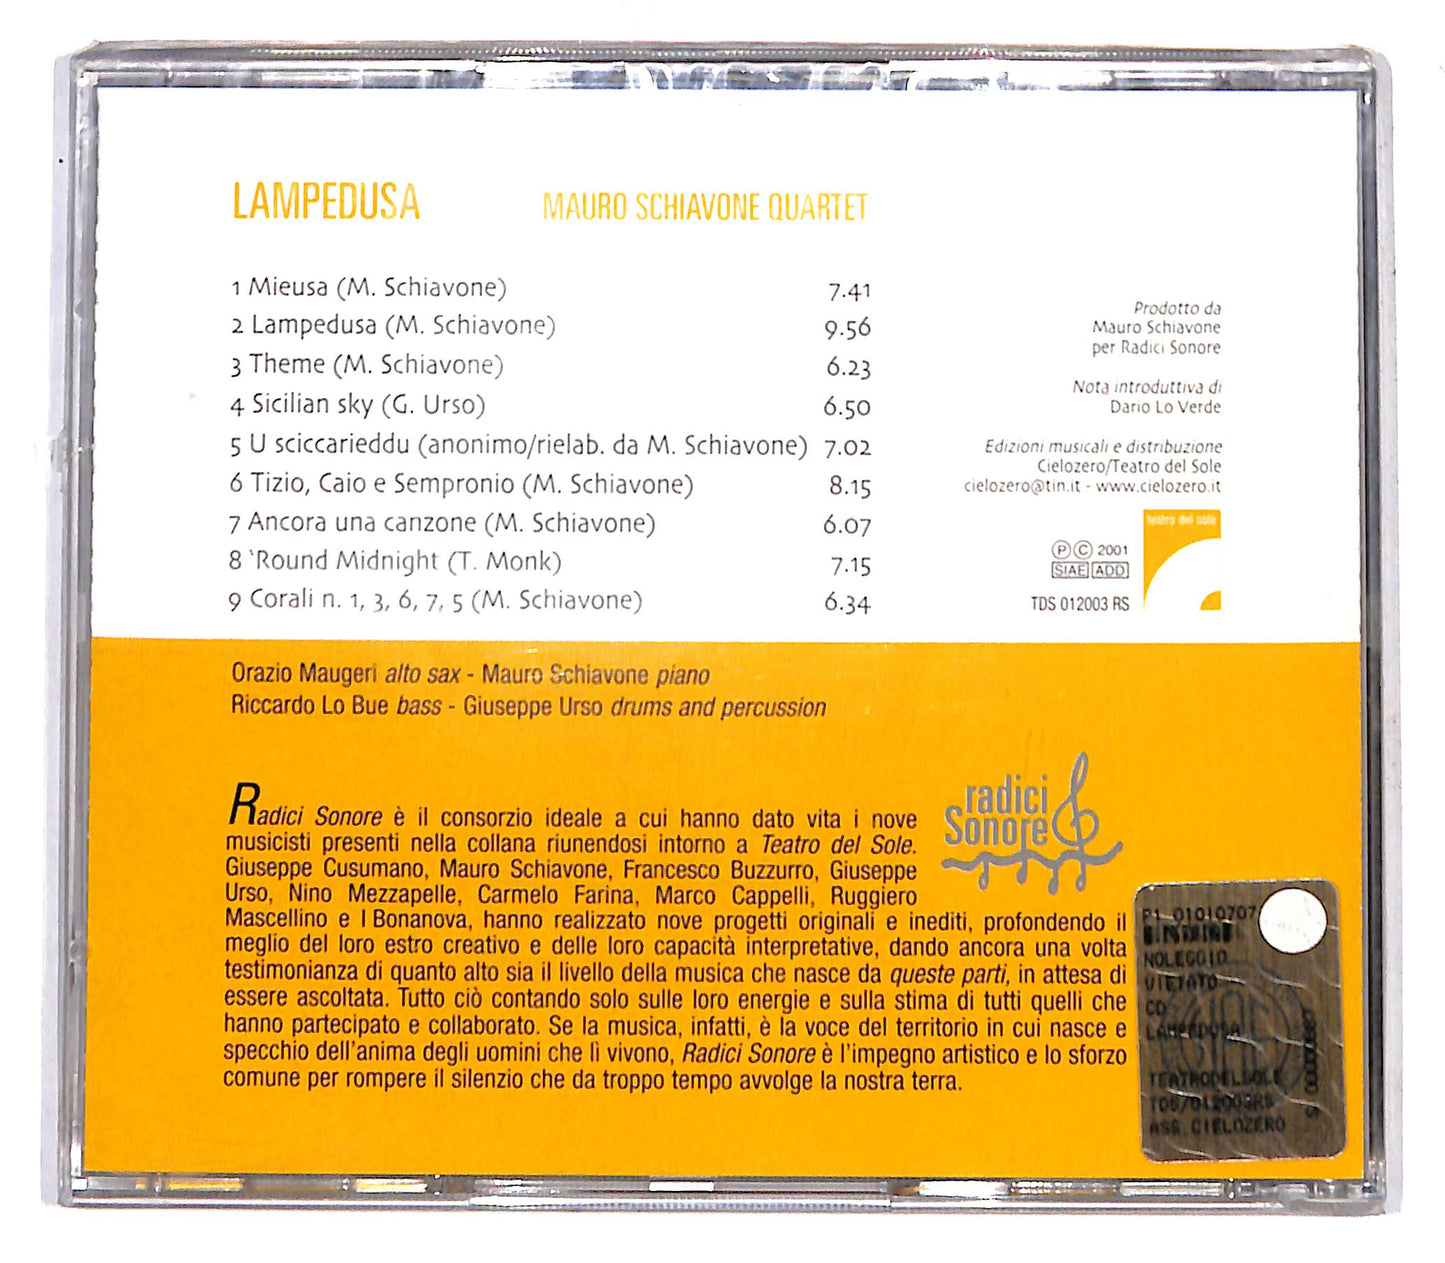 LAMPEDUSA MAURO SCHIAVONE QUARTET
1 Mieusa (M. Schiavone) 7.41
2 Lampedusa (M. Schiavone) 9.56
3 Theme (M. Schiavone) 6.23
4 Sicilian sky (G. Urso) 6.50
5 U sciccarieddu (anonimo/rielab. da M. Schiavone) 7.02
6 Tizio, Caio e Sempronio (M. Schiavone) 8.15
7 Ancora una canzone (M. Schiavone) 6.07
8 'Round Midnight (T. Monk) 7.15
9 Corali n. 1, 3, 6, 7, 5 (M. Schiavone) 6.34
Prodotto da
Mauro Schiavone
per Radici Sonore
Nota introduttiva di
Dario Lo Verde
Edizioni musicali e distribuzione
Cielozero/Teatro del Sole
cielozero@tin.it - www.cielozero.it
teatro del sole
Ⓟ Ⓒ 2001
SIAE ADD
TDS 012003 RS
Orazio Maugeri alto sax - Mauro Schiavone piano
Riccardo Lo Bue bass - Giuseppe Urso drums and percussion
radici
Sonore
Radici Sonore è il consorzio ideale a cui hanno dato vita i nove
musicisti presenti nella collana riunendosi intorno a Teatro del Sole.
Giuseppe Cusumano, Mauro Schiavone, Francesco Buzzurro, Giuseppe
Urso, Nino Mezzapelle, Carmelo Farina, Marco Cappelli, Ruggiero
Mascellino e I Bonanova, hanno realizzato nove progetti originali e inediti, profondendo il
meglio del loro estro creativo e delle loro capacità interpretative, dando ancora una volta
testimonianza di quanto alto sia il livello della musica che nasce da queste parti, in attesa di
essere ascoltata. Tutto ciò contando solo sulle loro energie e sulla stima di tutti quelli che
hanno partecipato e collaborato. Se la musica, infatti, è la voce del territorio in cui nasce e
specchio dell'anima degli uomini che lì vivono, Radici Sonore è l'impegno artistico e lo sforzo
comune per rompere il silenzio che da troppo tempo avvolge la nostra terra.
P1 01010707
NOLEGGIO
VIETATO
CD
LAMPEDUSA
TEATRODELSOLE
TDS/012003RS
ASS.CIELOZERO